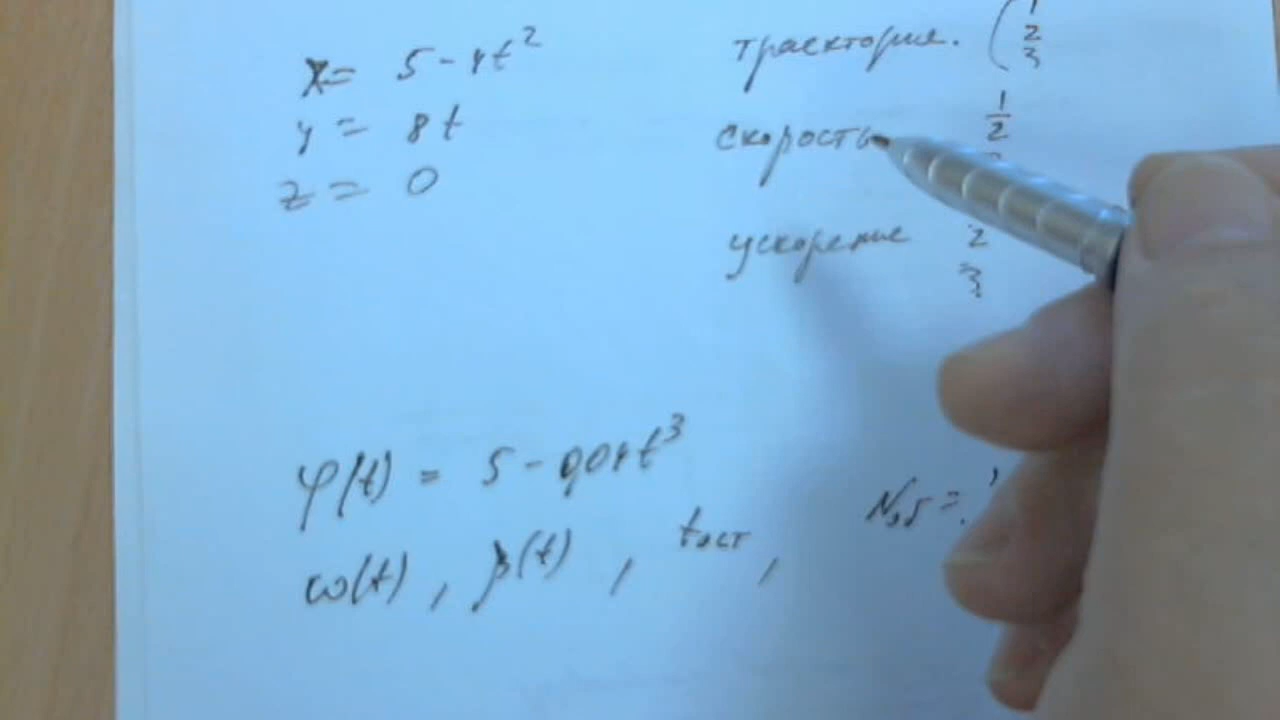 x = 5 - 4t²
y = 8t
z = 0
траектория. ( 1
2
3
скорость 1
2
ускорение 2
3
φ(t) = 5 - 0,04t³
ω(t), β(t), tост,